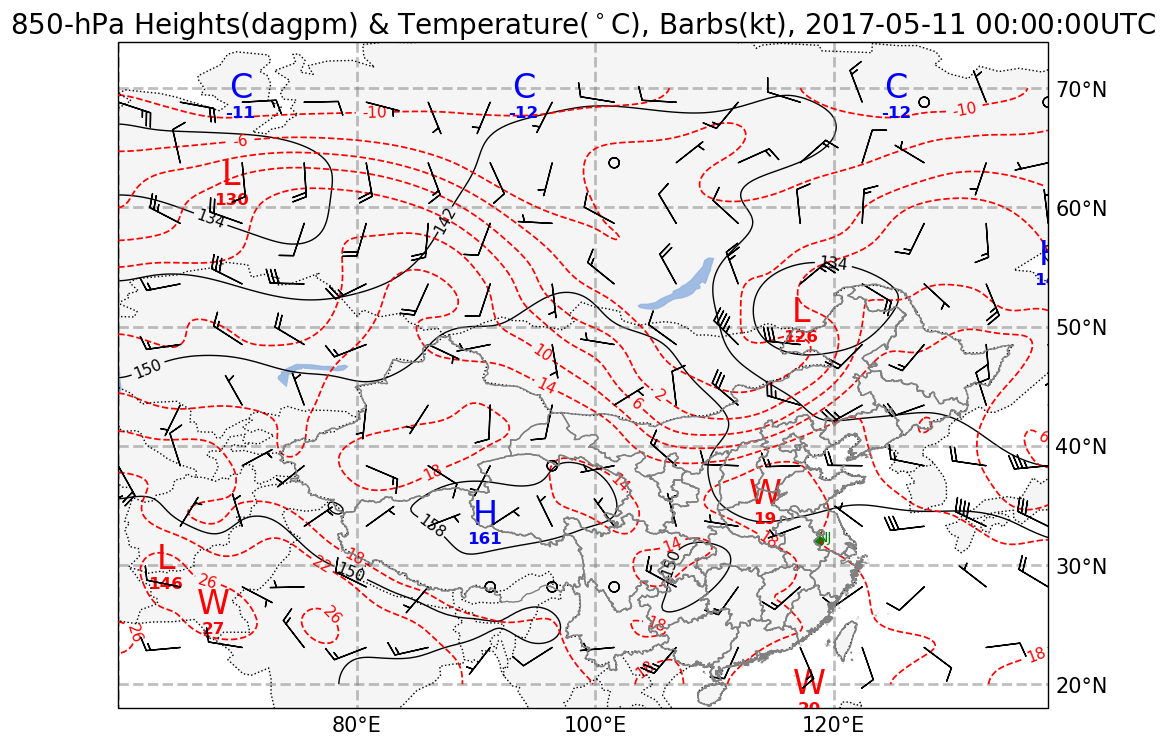 850-hPa Heights(dagpm) & Temperature(°C), Barbs(kt), 2017-05-11 00:00:00UTC
C C C 70°N
-11 -12 -12
-10 -10
-6
L
130
134 142 60°N
134
L 50°N
126
150
10
14 2
6
6 40°N
18 14
W
19
H 188
161
18 NJ
14
L 18 22 150 150 30°N
146 26
W
27 26
26 18
18 18
W 20°N
20
80°E 100°E 120°E